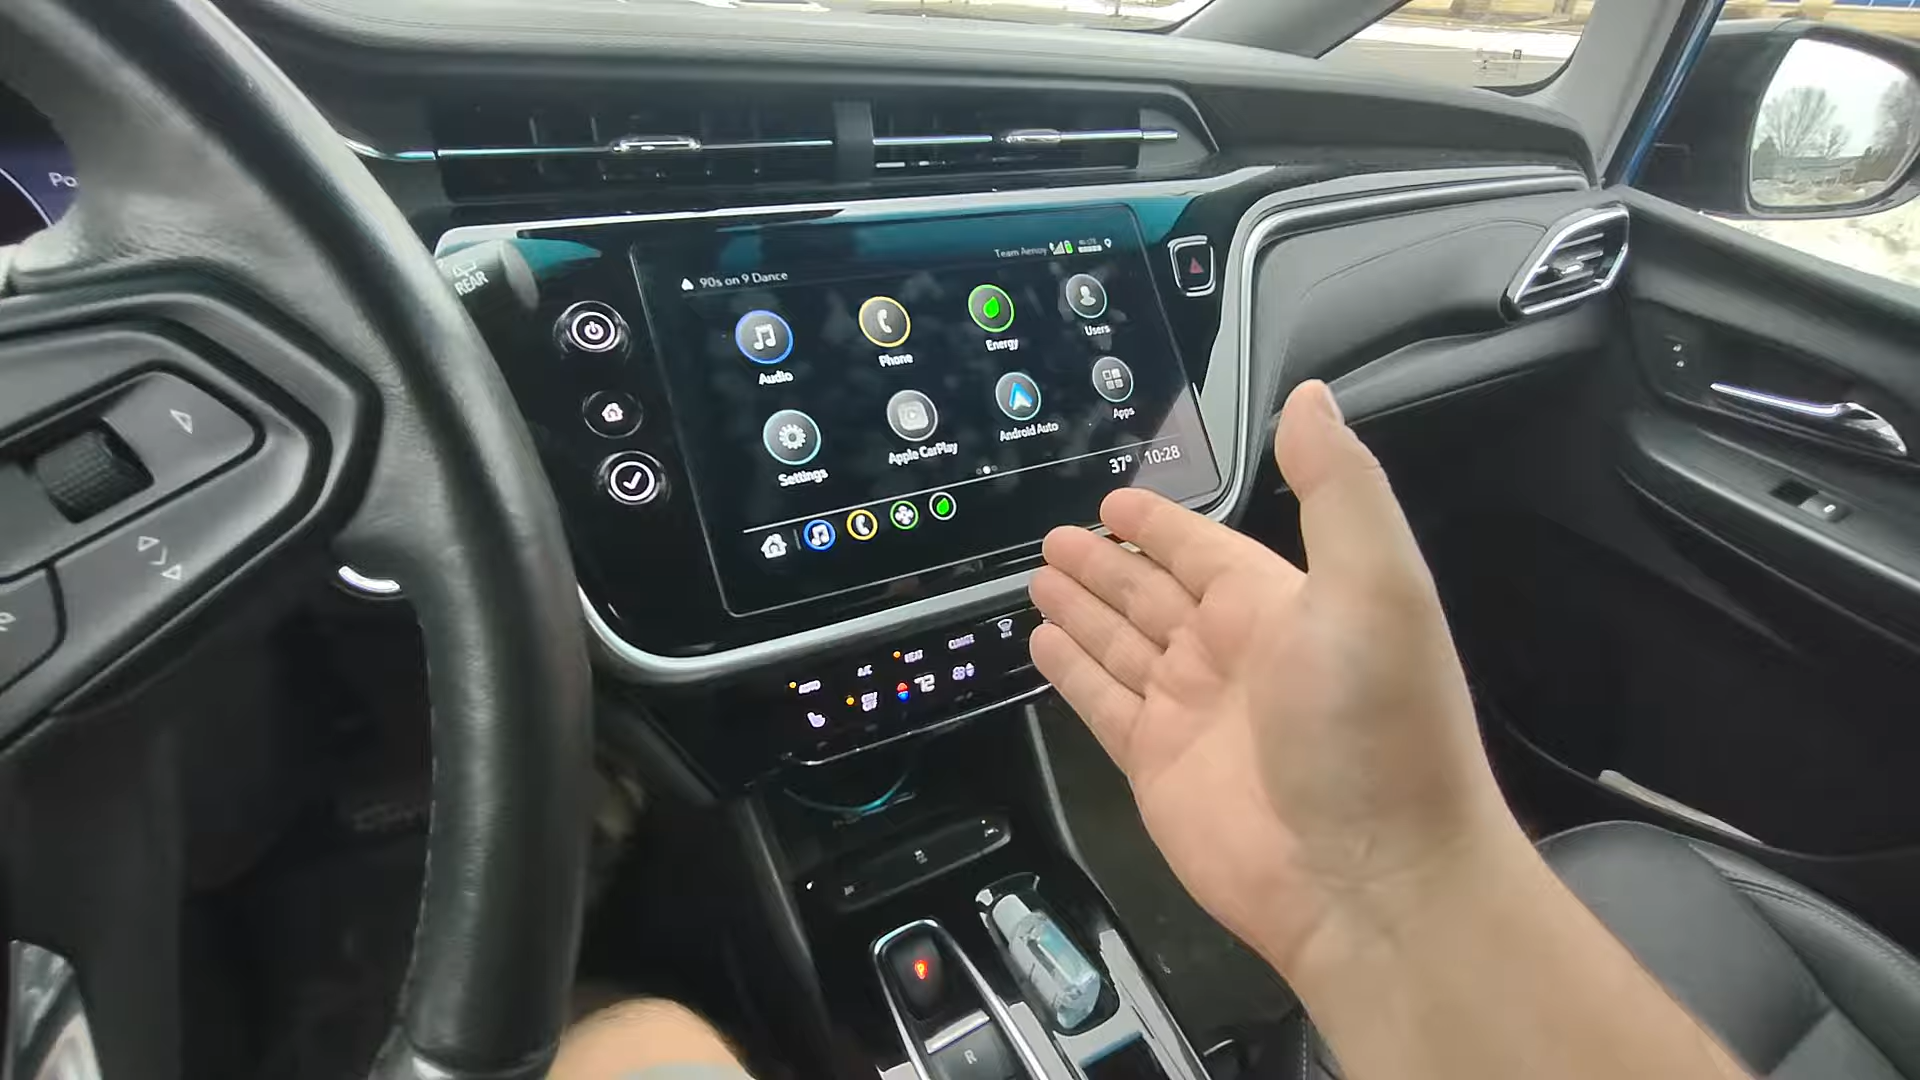 Po
REAR
90s on 9 Dance
Team Aenoy
Audio
Phone
Energy
Users
Settings
Apple CarPlay
Android Auto
Apps
37° 10:28
AUTO
A/C
HEAT
CLIMATE
72
R